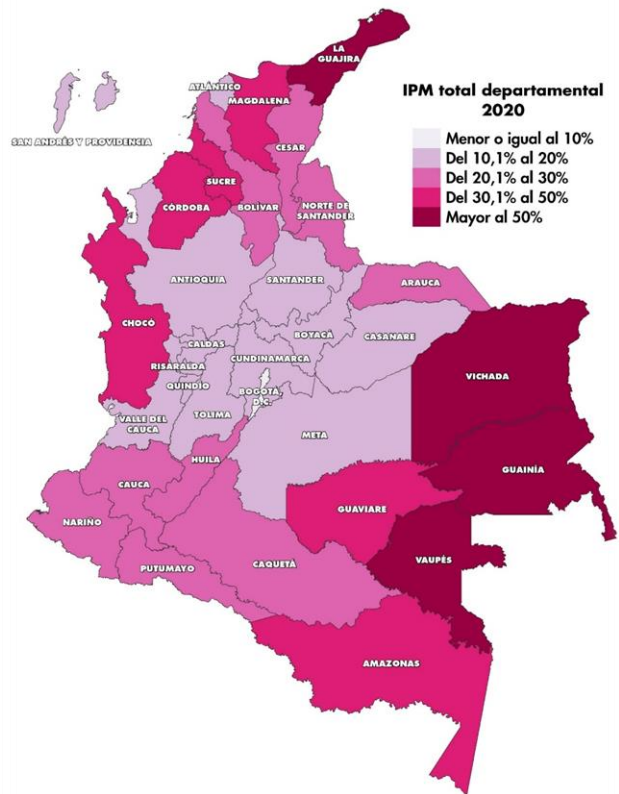 LA
GUAJIRA
ATLÁNTICO
MAGDALENA
IPM total departamental
2020
Menor o igual al 10%
Del 10,1% al 20%
Del 20,1% al 30%
Del 30,1% al 50%
Mayor al 50%
SAN ANDRÉS Y PROVIDENCIA
CESAR
SUCRE
CÓRDOBA
BOLÍVAR
NORTE DE
SANTANDER
ANTIOQUIA
SANTANDER
ARAUCA
CHOCÓ
BOYACÁ
CASANARE
CALDAS
CUNDINAMARCA
RISARALDA
VICHADA
QUINDÍO
BOGOTÁ,
D.C.
VALLE DEL
CAUCA
TOLIMA
META
HUILA
GUAINÍA
CAUCA
GUAVIARE
NARIÑO
CAQUETÁ
VAUPÉS
PUTUMAYO
AMAZONAS